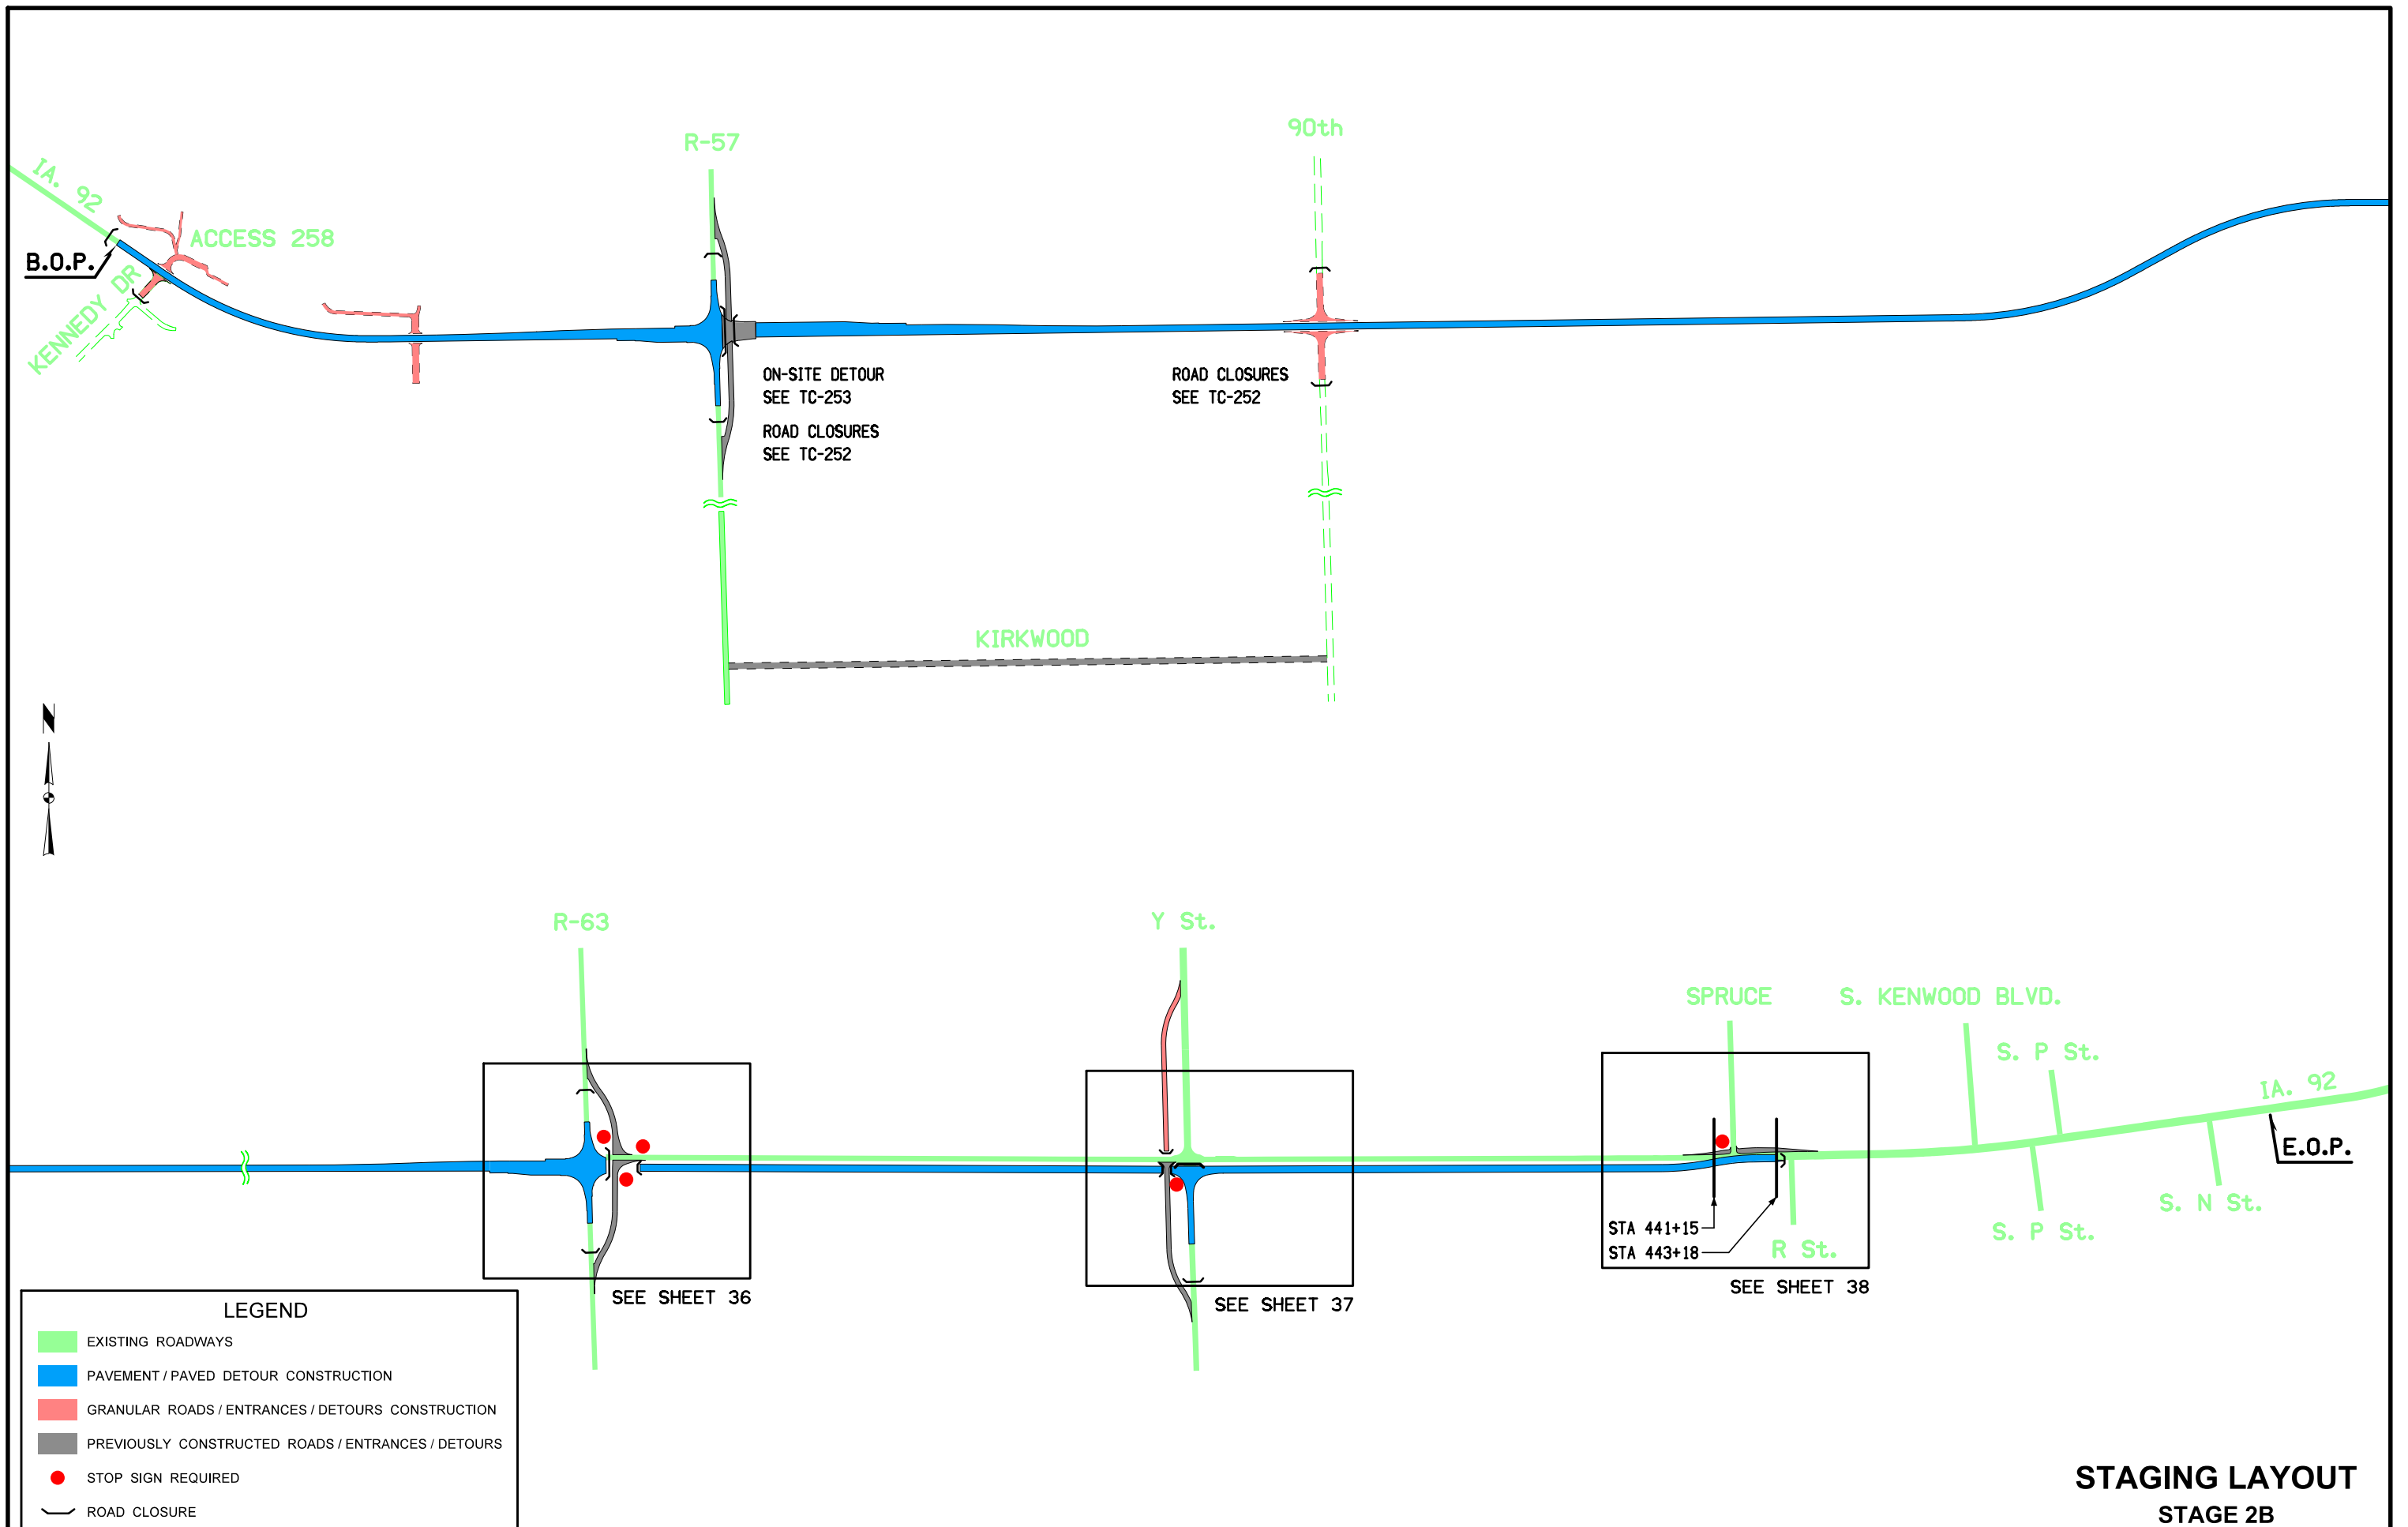 R-57
90th
IA. 92
ACCESS 258
B.O.P.
KENNEDY DR
ON-SITE DETOUR
SEE TC-253
ROAD CLOSURES
SEE TC-252
ROAD CLOSURES
SEE TC-252
KIRKWOOD
N
R-63
Y St.
SPRUCE
S. KENWOOD BLVD.
S. P St.
IA. 92
E.O.P.
S. N St.
S. P St.
STA 441+15
STA 443+18
R St.
SEE SHEET 36
SEE SHEET 37
SEE SHEET 38
LEGEND
EXISTING ROADWAYS
PAVEMENT / PAVED DETOUR CONSTRUCTION
GRANULAR ROADS / ENTRANCES / DETOURS CONSTRUCTION
PREVIOUSLY CONSTRUCTED ROADS / ENTRANCES / DETOURS
STOP SIGN REQUIRED
ROAD CLOSURE
STAGING LAYOUT
STAGE 2B